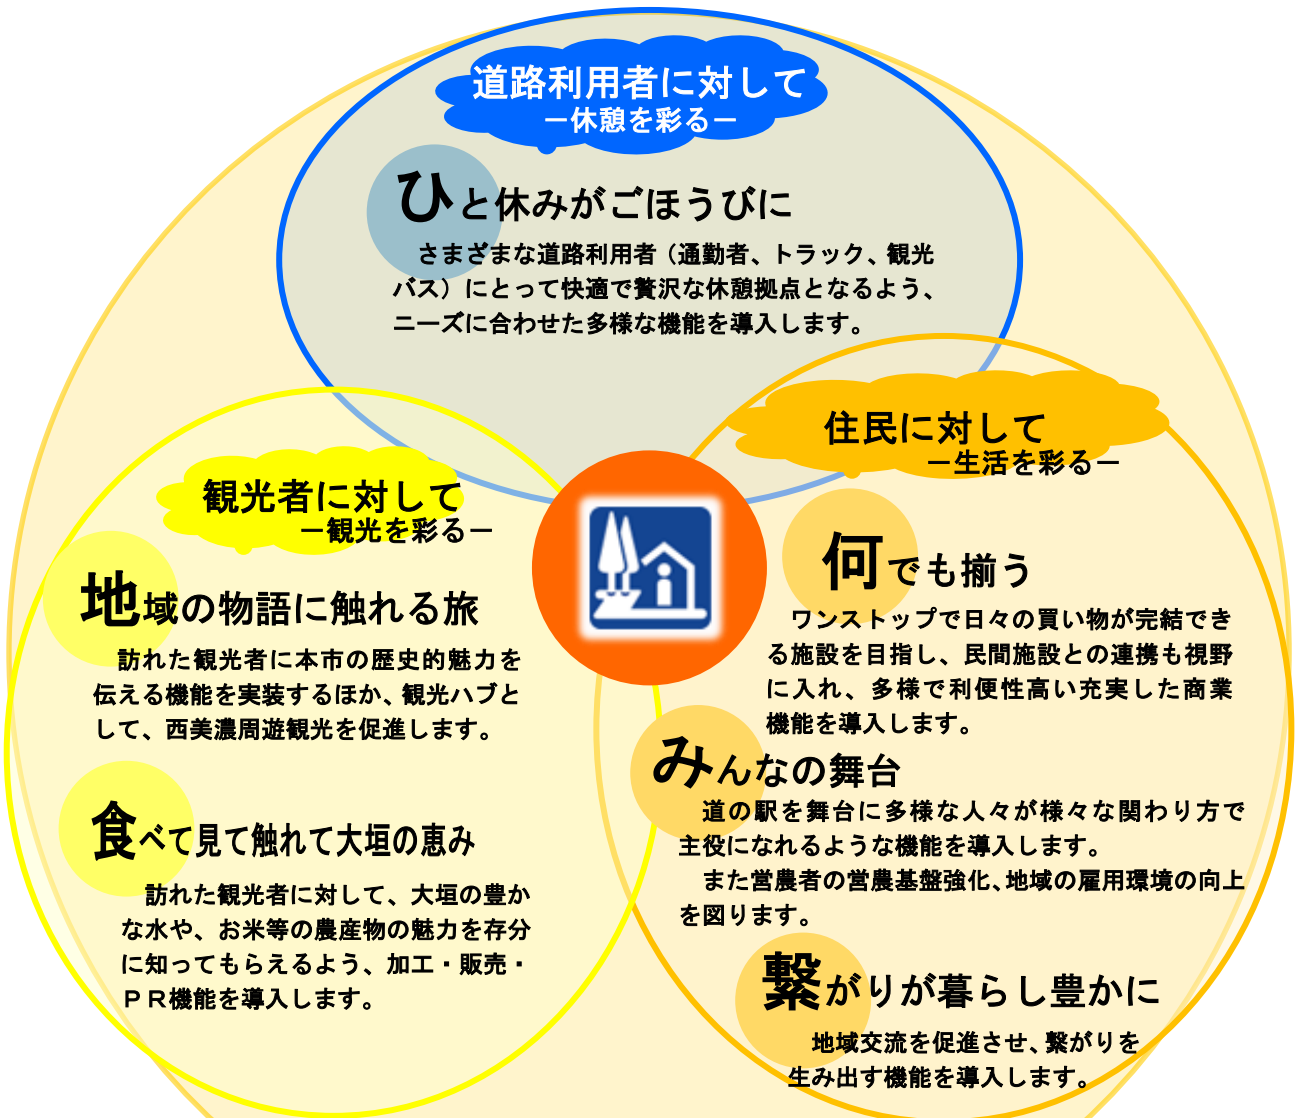 道路利用者に対して
－休憩を彩る－
ひと休みがごほうびに
さまざまな道路利用者（通勤者、トラック、観光
バス）にとって快適で贅沢な休憩拠点となるよう、
ニーズに合わせた多様な機能を導入します。
観光者に対して
－観光を彩る－
地域の物語に触れる旅
訪れた観光者に本市の歴史的魅力を
伝える機能を実装するほか、観光ハブと
して、西美濃周遊観光を促進します。
食べて見て触れて大垣の恵み
訪れた観光者に対して、大垣の豊か
な水や、お米等の農産物の魅力を存分
に知ってもらえるよう、加工・販売・
ＰＲ機能を導入します。
住民に対して
－生活を彩る－
何でも揃う
ワンストップで日々の買い物が完結でき
る施設を目指し、民間施設との連携も視野
に入れ、多様で利便性高い充実した商業
機能を導入します。
みんなの舞台
道の駅を舞台に多様な人々が様々な関わり方で
主役になれるような機能を導入します。
また営農者の営農基盤強化、地域の雇用環境の向上
を図ります。
繋がりが暮らし豊かに
地域交流を促進させ、繋がりを
生み出す機能を導入します。